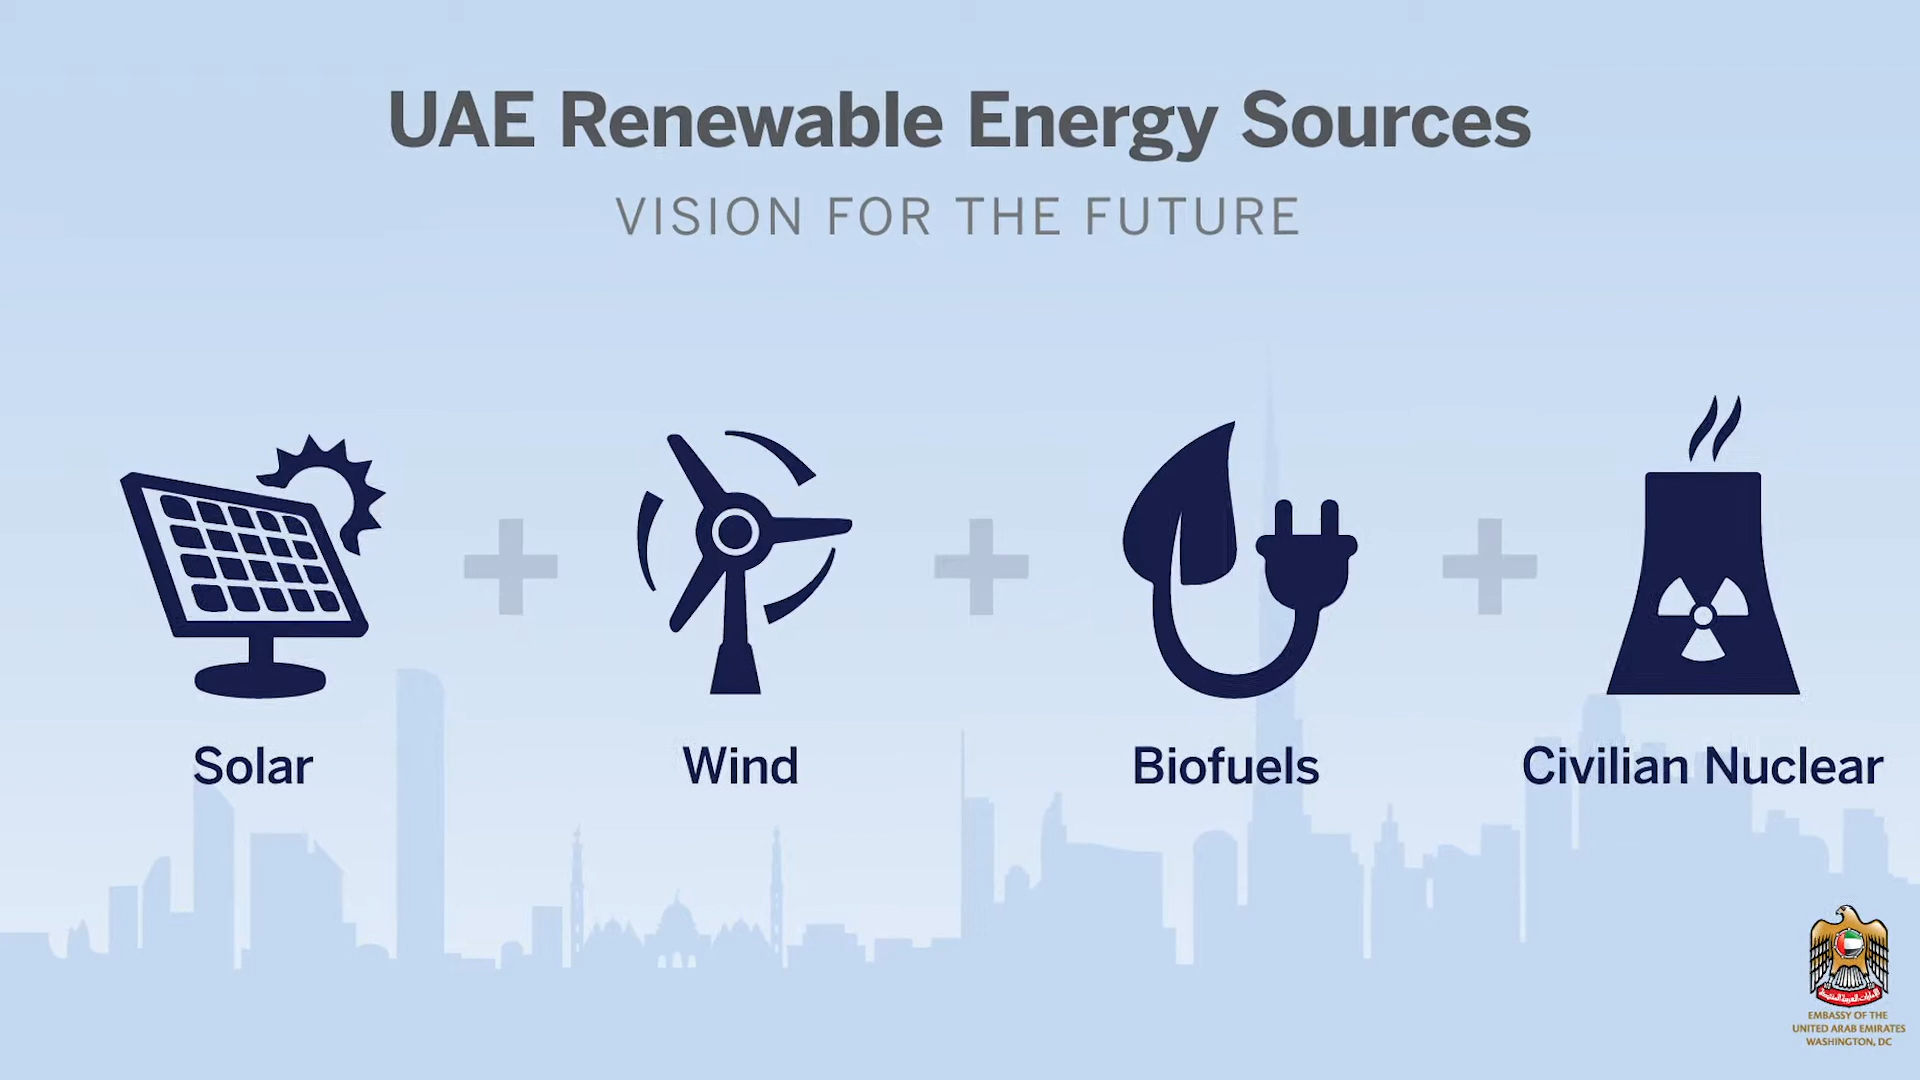 UAE Renewable Energy Sources
VISION FOR THE FUTURE
Solar
Wind
Biofuels
Civilian Nuclear
EMBASSY OF THE
UNITED ARAB EMIRATES
WASHINGTON, DC